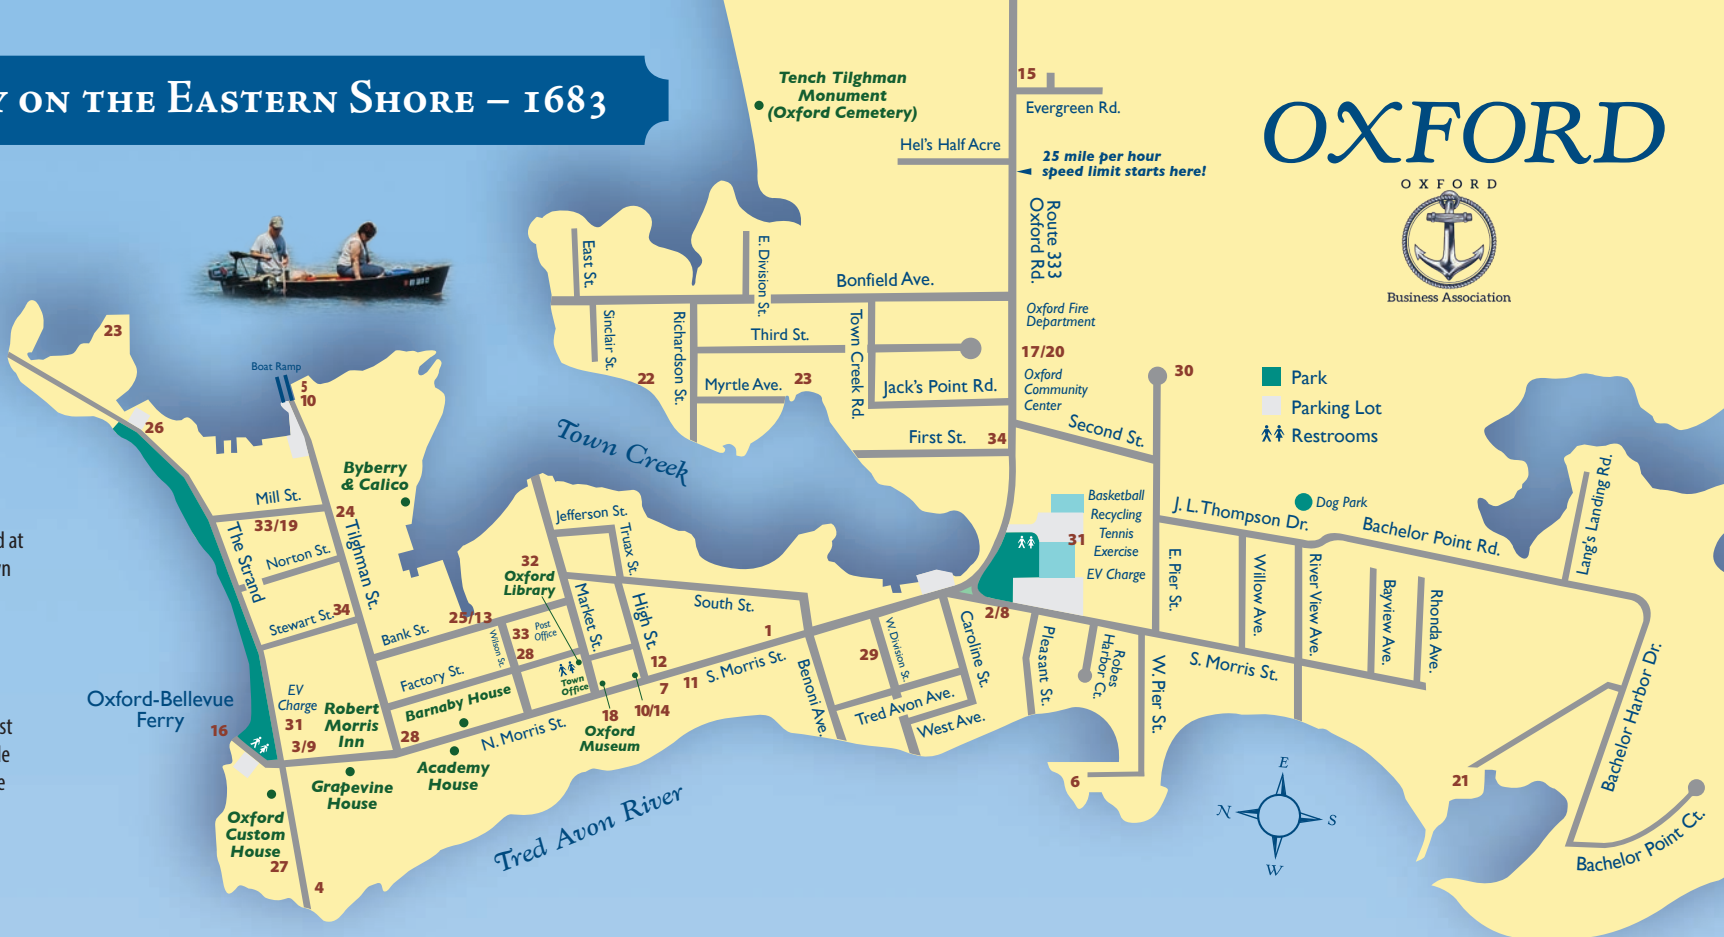 Y ON THE EASTERN SHORE – 1683
Tench Tilghman
Monument
(Oxford Cemetery)
15
Evergreen Rd.
Hel's Half Acre
25 mile per hour
speed limit starts here!
OXFORD
OXFORD
Business Association
Route 333
Oxford Rd.
East St.
E. Division St.
Bonfield Ave.
Sinclair St.
Richardson St.
Third St.
Town Creek Rd.
Oxford Fire
Department
17/20
Oxford
Community
Center
22
Myrtle Ave.
23
Jack's Point Rd.
First St.
34
Second St.
30
Park
Parking Lot
Restrooms
23
Boat Ramp
5
10
26
Town Creek
Byberry
& Calico
Mill St.
33/19
24
The Strand
Norton St.
Tilghman St.
Stewart St.
34
Jefferson St.
Truax St.
32
Oxford
Library
Market St.
High St.
South St.
25/13
Bank St.
Wilson St.
33
Post
Office
28
Factory St.
Town
Office
1
12
7
11
S. Morris St.
Basketball
Recycling
Tennis
31
Exercise
EV Charge
2/8
J. L. Thompson Dr.
Dog Park
Bachelor Point Rd.
Lang's Landing Rd.
E. Pier St.
Willow Ave.
River View Ave.
Bayview Ave.
Rhonda Ave.
29
W. Division St.
Caroline St.
Pleasant St.
Robes
Harbor Ct.
W. Pier St.
S. Morris St.
Benoni Ave.
Tred Avon Ave.
West Ave.
Bachelor Harbor Dr.
d at
n
st
le
e
Oxford-Bellevue
Ferry
16
EV
Charge
31
3/9
Robert
Morris
Inn
Barnaby House
28
N. Morris St.
18
Oxford
Museum
10/14
Academy
House
Grapevine
House
Oxford
Custom
House
27
4
Tred Avon River
6
E
N
S
W
21
Bachelor Point Ct.